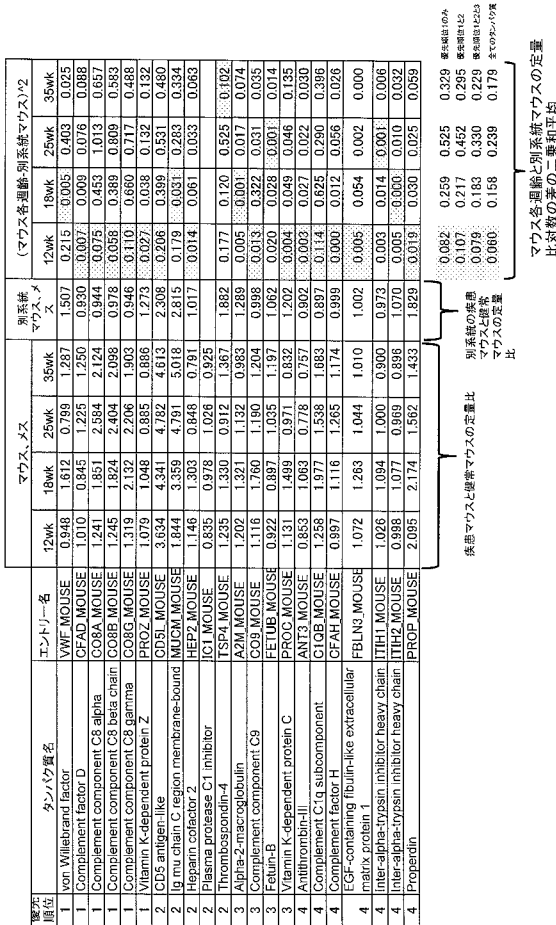 優先順位 タンパク質名 エントリー名 マウス、メス 別系統マウス、メス (マウス各週齢-別系統マウス)^2
12wk 18wk 25wk 35wk 12wk 18wk 25wk 35wk
1 von Willebrand factor VWF_MOUSE 0.948 1.612 0.799 1.287 1.507 0.215 0.005 0.403 0.025
1 Complement factor D CFAD_MOUSE 1.010 0.845 1.225 1.250 0.930 0.007 0.009 0.076 0.088
1 Complement component C8 alpha CO8A_MOUSE 1.241 1.851 2.584 2.124 0.944 0.075 0.453 1.013 0.657
1 Complement component C8 beta chain CO8B_MOUSE 1.245 1.824 2.404 2.098 0.978 0.058 0.389 0.809 0.583
1 Complement component C8 gamma CO8G_MOUSE 1.319 2.132 2.206 1.903 0.946 0.110 0.660 0.717 0.488
1 Vitamin K-dependent protein Z PROZ_MOUSE 1.079 1.048 0.885 0.886 1.273 0.027 0.038 0.132 0.132
2 CD5 antigen-like CD5L_MOUSE 3.634 4.341 4.782 4.613 2.308 0.206 0.399 0.531 0.480
2 Ig mu chain C region membrane-bound MUCM_MOUSE 1.844 3.359 4.791 5.018 2.815 0.179 0.031 0.283 0.334
2 Heparin cofactor 2 HEP2_MOUSE 1.146 1.303 0.848 0.791 1.017 0.014 0.061 0.033 0.063
2 Plasma protease C1 inhibitor IC1_MOUSE 0.835 0.978 1.026 0.925
2 Thrombospondin-4 TSP4_MOUSE 1.235 1.330 0.912 1.367 1.882 0.177 0.120 0.525 0.102
3 Alpha-2-macroglobulin A2M_MOUSE 1.202 1.321 1.132 0.983 1.289 0.005 0.001 0.017 0.074
3 Complement component C9 CO9_MOUSE 1.116 1.760 1.190 1.204 0.998 0.013 0.322 0.031 0.035
3 Fetuin-B FETUB_MOUSE 0.922 0.897 1.035 1.197 1.062 0.020 0.028 0.001 0.014
3 Vitamin K-dependent protein C PROC_MOUSE 1.131 1.499 0.971 0.832 1.202 0.004 0.049 0.046 0.135
4 Antithrombin-III ANT3_MOUSE 0.853 1.063 0.778 0.757 0.902 0.003 0.027 0.022 0.030
4 Complement C1q subcomponent C1QB_MOUSE 1.258 1.977 1.538 1.683 0.897 0.114 0.625 0.290 0.396
4 Complement factor H CFAH_MOUSE 0.997 1.116 1.265 1.174 0.999 0.000 0.012 0.056 0.026
EGF-containing fibulin-like extracellular
4 matrix protein 1 FBLN3_MOUSE 1.072 1.263 1.044 1.010 1.002 0.005 0.054 0.002 0.000
4 Inter-alpha-trypsin inhibitor heavy chain ITIH1_MOUSE 1.026 1.094 1.000 0.900 0.973 0.003 0.014 0.001 0.006
4 Inter-alpha-trypsin inhibitor heavy chain ITIH2_MOUSE 0.998 1.077 0.969 0.896 1.070 0.005 0.000 0.010 0.032
4 Properdin PROP_MOUSE 2.095 2.174 1.562 1.433 1.829 0.019 0.030 0.025 0.059
0.082 0.259 0.525 0.329 優先順位1のみ
0.107 0.217 0.452 0.295 優先順位1と2
0.079 0.183 0.330 0.229 優先順位1と2と3
0.060 0.158 0.239 0.179 全てのタンパク質
疾患マウスと健常マウスの定量比
別系統の疾患
マウスと健常
マウスの定量
比
マウス各週齢と別系統マウスの定量
比対数の差の二乗和平均